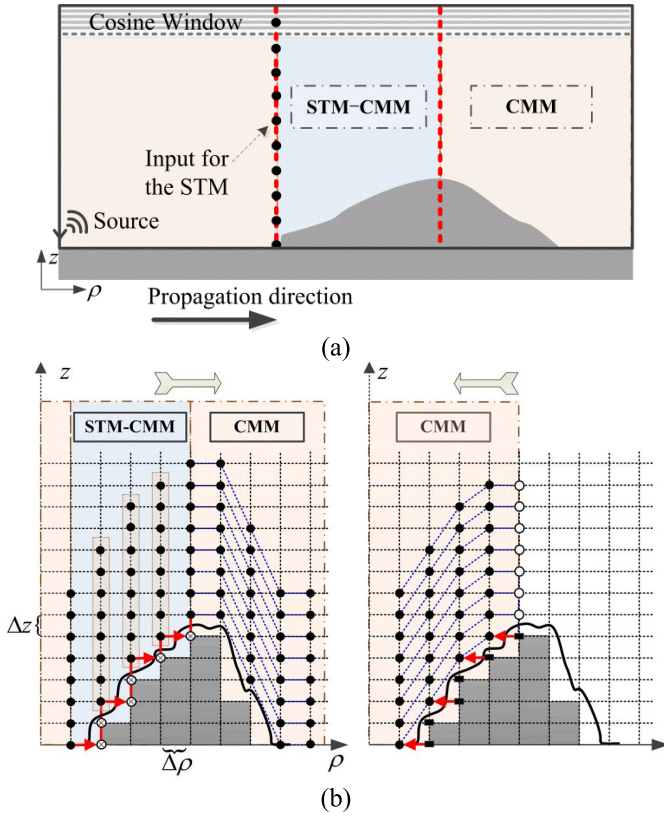 Cosine Window
STM-CMM
CMM
Input for
the STM
Source
z
ρ
Propagation direction
(a)
z
z
STM-CMM
CMM
CMM
Δz{
Δρ
ρ
(b)